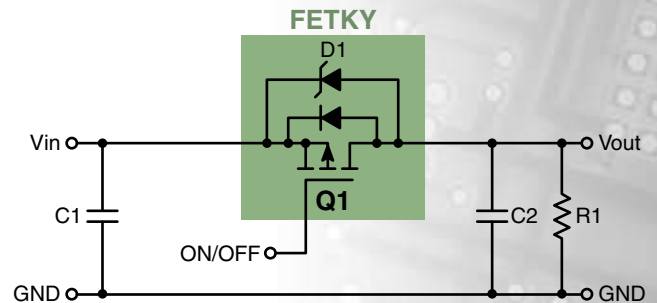 FETKY
D1
Vin
Vout
Q1
C1
C2
R1
ON/OFF
GND
GND